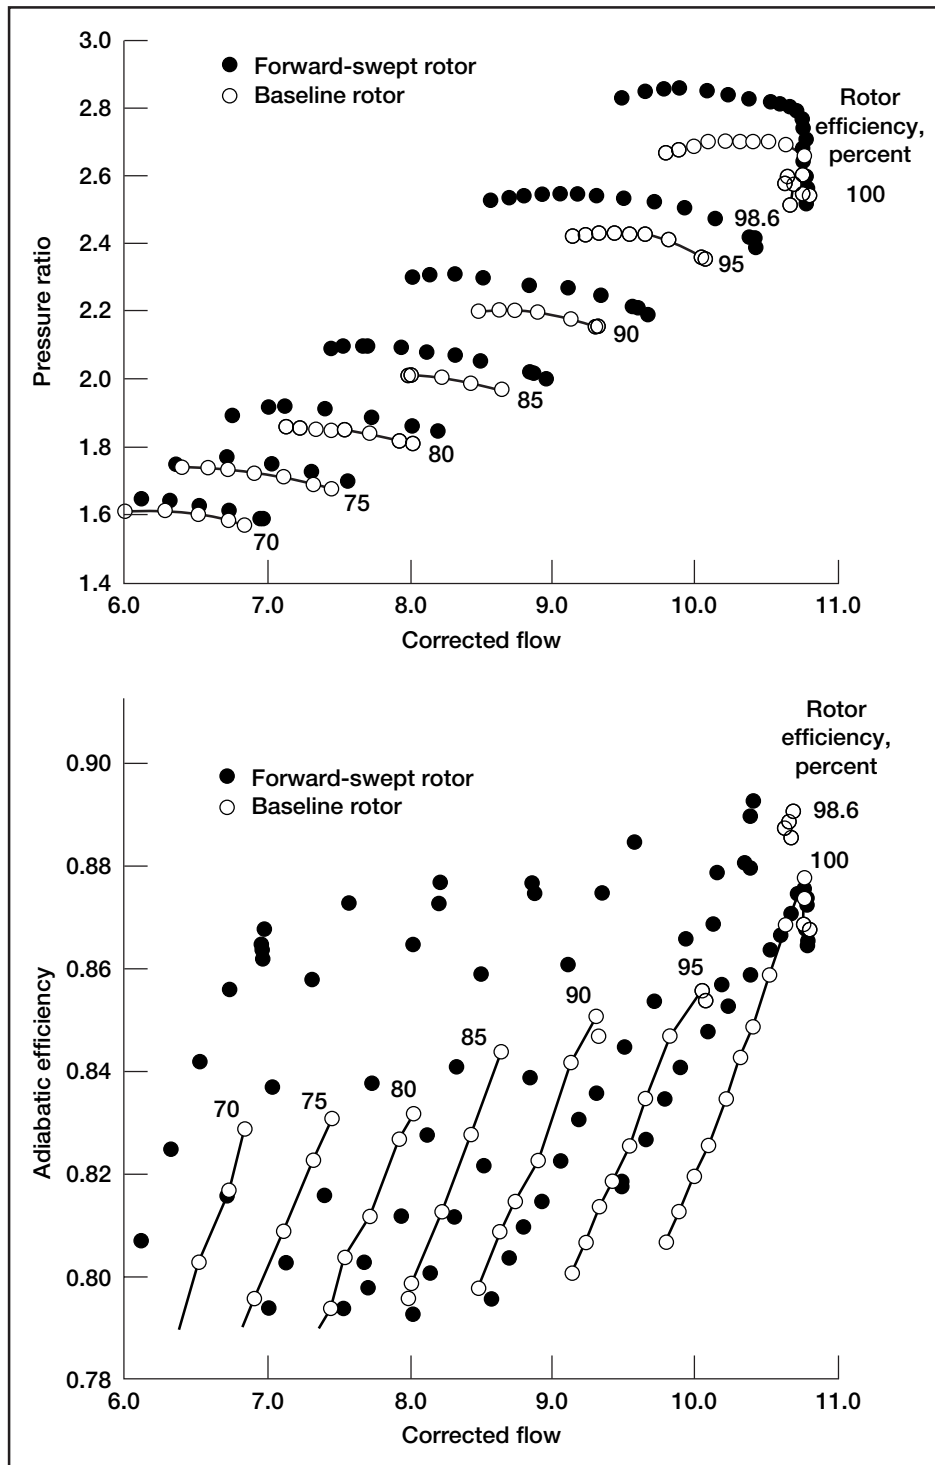 3.0
2.8
2.6
2.4
2.2
2.0
1.8
1.6
1.4
Pressure ratio
Forward-swept rotor
Baseline rotor
Rotor
efficiency,
percent
100
98.6
95
90
85
80
75
70
6.0 7.0 8.0 9.0 10.0 11.0
Corrected flow
0.90
0.88
0.86
0.84
0.82
0.80
0.78
Adiabatic efficiency
Forward-swept rotor
Baseline rotor
Rotor
efficiency,
percent
98.6
100
95
90
85
80
75
70
6.0 7.0 8.0 9.0 10.0 11.0
Corrected flow